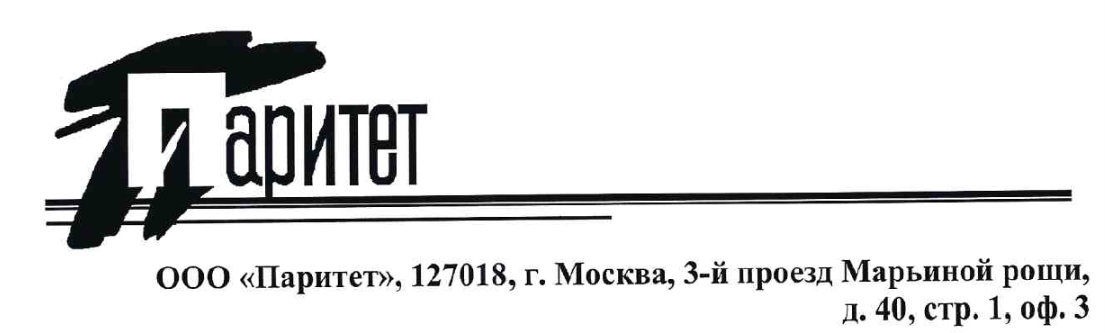 Паритет
ООО «Паритет», 127018, г. Москва, 3-й проезд Марьиной рощи,
д. 40, стр. 1, оф. 3